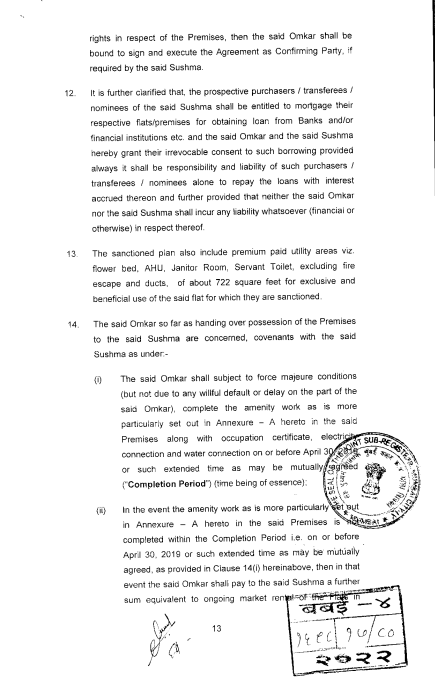 rights in respect of the Premises, then the said Omkar shall be
bound to sign and execute the Agreement as Confirming Party, if
required by the said Sushma.
12. It is further clarified that, the prospective purchasers / transferees /
nominees of the said Sushma shall be entitled to mortgage their
respective flats/premises for obtaining loan from Banks and/or
financial institutions etc. and the said Omkar and the said Sushma
hereby grant their irrevocable consent to such borrowing provided
always it shall be responsibility and liability of such purchasers /
transferees / nominees alone to repay the loans with interest
accrued thereon and further provided that neither the said Omkar
nor the said Sushma shall incur any liability whatsoever (financial or
otherwise) in respect thereof.
13. The sanctioned plan also include premium paid utility areas viz.
flower bed, AHU, Janitor Room, Servant Toilet, excluding fire
escape and ducts, of about 722 square feet for exclusive and
beneficial use of the said flat for which they are sanctioned.
14. The said Omkar so far as handing over possession of the Premises
to the said Sushma are concerned, covenants with the said
Sushma as under:-
(i) The said Omkar shall subject to force majeure conditions
(but not due to any willful default or delay on the part of the
said Omkar), complete the amenity work as is more
particularly set out in Annexure – A hereto in the said
Premises along with occupation certificate, electricity
connection and water connection on or before April 30, 2019
or such extended time as may be mutually agreed
("Completion Period") (time being of essence);
(ii) In the event the amenity work as is more particularly set out
in Annexure – A hereto in the said Premises is not
completed within the Completion Period i.e. on or before
April 30, 2019 or such extended time as may be mutually
agreed, as provided in Clause 14(i) hereinabove, then in that
event the said Omkar shall pay to the said Sushma a further
sum equivalent to ongoing market rental of the Flats in
13
बबई - ४
२०२२